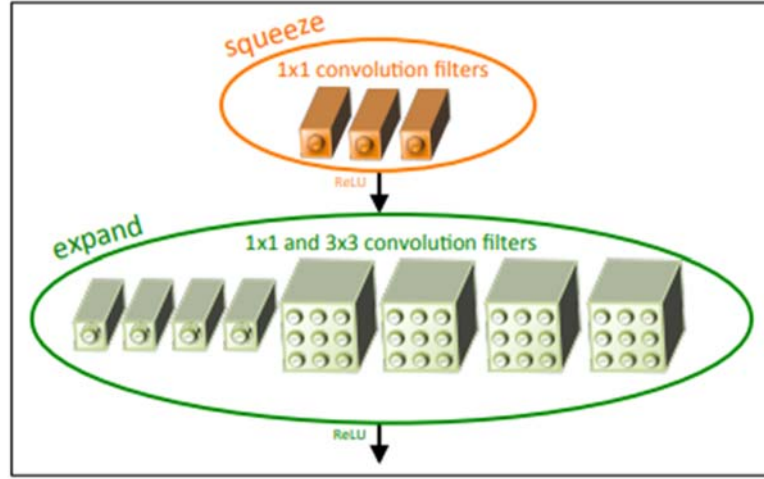 squeeze
1x1 convolution filters
ReLU
expand
1x1 and 3x3 convolution filters
ReLU